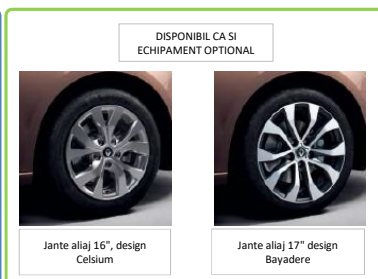 DISPONIBIL CA SI
ECHIPAMENT OPTIONAL
Jante aliaj 16", design
Celsium
Jante aliaj 17" design
Bayadere